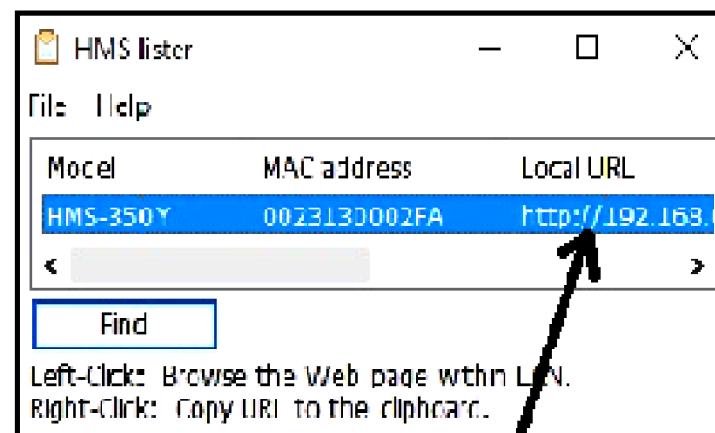 HMS lister
File Help
Model MAC address Local URL
HMS-350Y 0023130002FA http://192.168.
Find
Left-Click: Browse the Web page within LAN.
Right-Click: Copy URL to the clipboard.